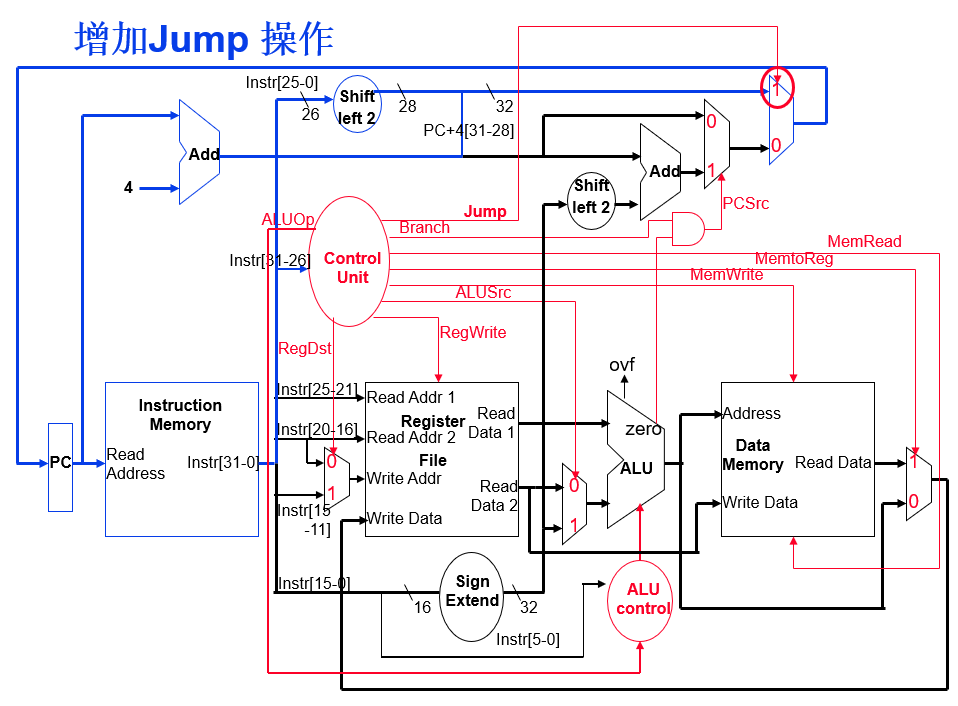 增加Jump 操作
Instr[25-0]
Shift
left 2
26
28
32
PC+4[31-28]
1
0
0
1
Add
4
Add
Shift
left 2
PCSrc
Jump
Branch
ALUOp
Instr[31-26]
Control
Unit
MemRead
MemtoReg
MemWrite
ALUSrc
RegWrite
RegDst
ovf
Instruction
Memory
PC
Read
Address
Instr[31-0]
Instr[25-21]
Read Addr 1
Register
File
Read
Data 1
Instr[20-16]
Read Addr 2
0
1
Write Addr
Read
Data 2
Instr[15
-11]
Write Data
0
1
zero
ALU
Address
Data
Memory
Read Data
Write Data
1
0
Instr[15-0]
16
Sign
Extend
32
Instr[5-0]
ALU
control